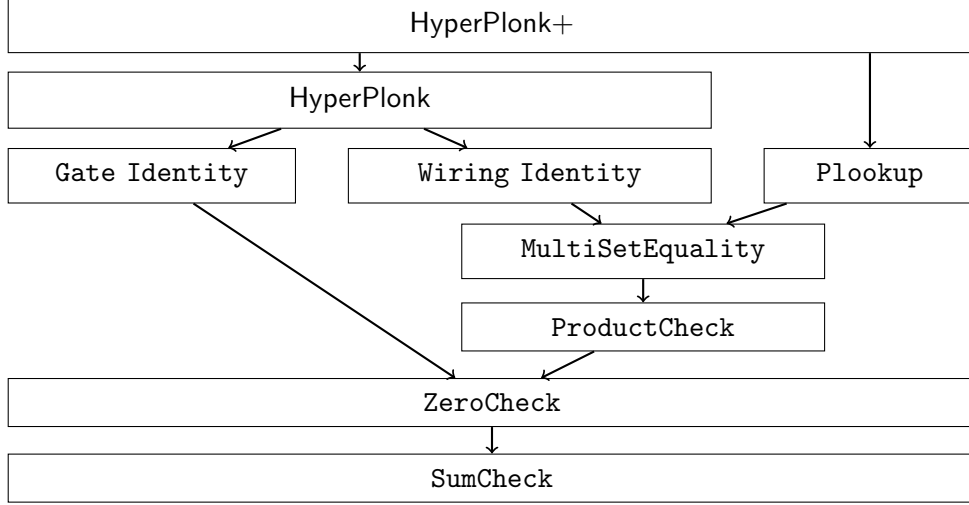 HyperPlonk+
HyperPlonk
Gate Identity
Wiring Identity
Plookup
MultiSetEquality
ProductCheck
ZeroCheck
SumCheck